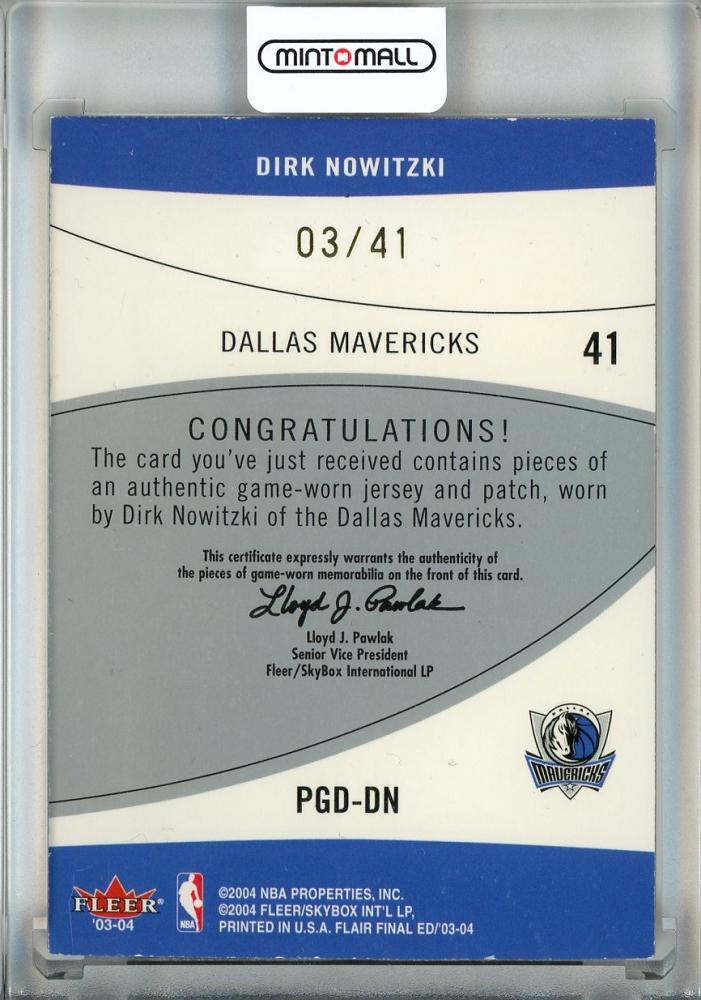 MINTOMALL
DIRK NOWITZKI
03/41
DALLAS MAVERICKS 41
CONGRATULATIONS!
The card you've just received contains pieces of
an authentic game-worn jersey and patch, worn
by Dirk Nowitzki of the Dallas Mavericks.
This certificate expressly warrants the authenticity of
the pieces of game-worn memorabilia on the front of this card.
Lloyd J. Pawlak
Lloyd J. Pawlak
Senior Vice President
Fleer/SkyBox International LP
DALLAS
MAVERICKS
PGD-DN
FLEER®
'03-04
NBA
©2004 NBA PROPERTIES, INC.
©2004 FLEER/SKYBOX INT'L LP,
PRINTED IN U.S.A. FLAIR FINAL ED/'03-04